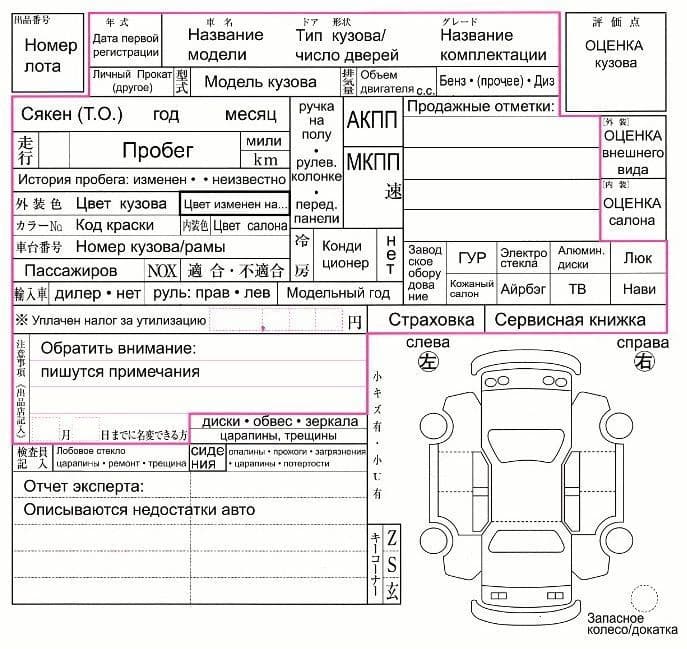 出品番号
Номер
лота
年 式
Дата первой
регистрации
車 名
Название
модели
ドア 形状
Тип кузова/
число дверей
グレード
Название
комплектации
評 価 点
ОЦЕНКА
кузова
Личный Прокат
(другое)
型式
Модель кузова
排気量
Объем
двигателя с.с.
Бенз • (прочее) • Диз
Сякен (Т.О.) год месяц
走行
Пробег
мили
km
История пробега: изменен • • неизвестно
外 装 色 Цвет кузова
Цвет изменен на...
カラーNo. Код краски
内装色 Цвет салона
車台番号 Номер кузова/рамы
Пассажиров
NOX 適 合・不適合
輸入車 дилер • нет
руль: прав • лев
Модельный год
ручка
на
полу
•
рулев.
колонке
•
перед.
панели
АКПП
МКПП
速
冷房
Конди
ционер
нет
Продажные отметки:
[外 装]
ОЦЕНКА
внешнего
вида
[内 装]
ОЦЕНКА
салона
Завод
ское
обору
дова
ние
ГУР
Электро
стекла
Алюмин.
диски
Люк
Кожаный
салон
Айрбэг
ТВ
Нави
※ Уплачен налог за утилизацию
円
Страховка
Сервисная книжка
注意事項《出品店記入》
Обратить внимание:
пишутся примечания
月 日までに名変できる方
диски • обвес • зеркала
царапины, трещины
検査員
記 入
Лобовое стекло
царапины • ремонт • трещина
СИДЕ
НИЯ
опалины • прожоги • загрязнения
• царапины • потертости
Отчет эксперта:
Описываются недостатки авто
小キズ有・小U有
キーコーナー
Z
S
玄
слева
左
справа
右
Запасное
колесо/докатка